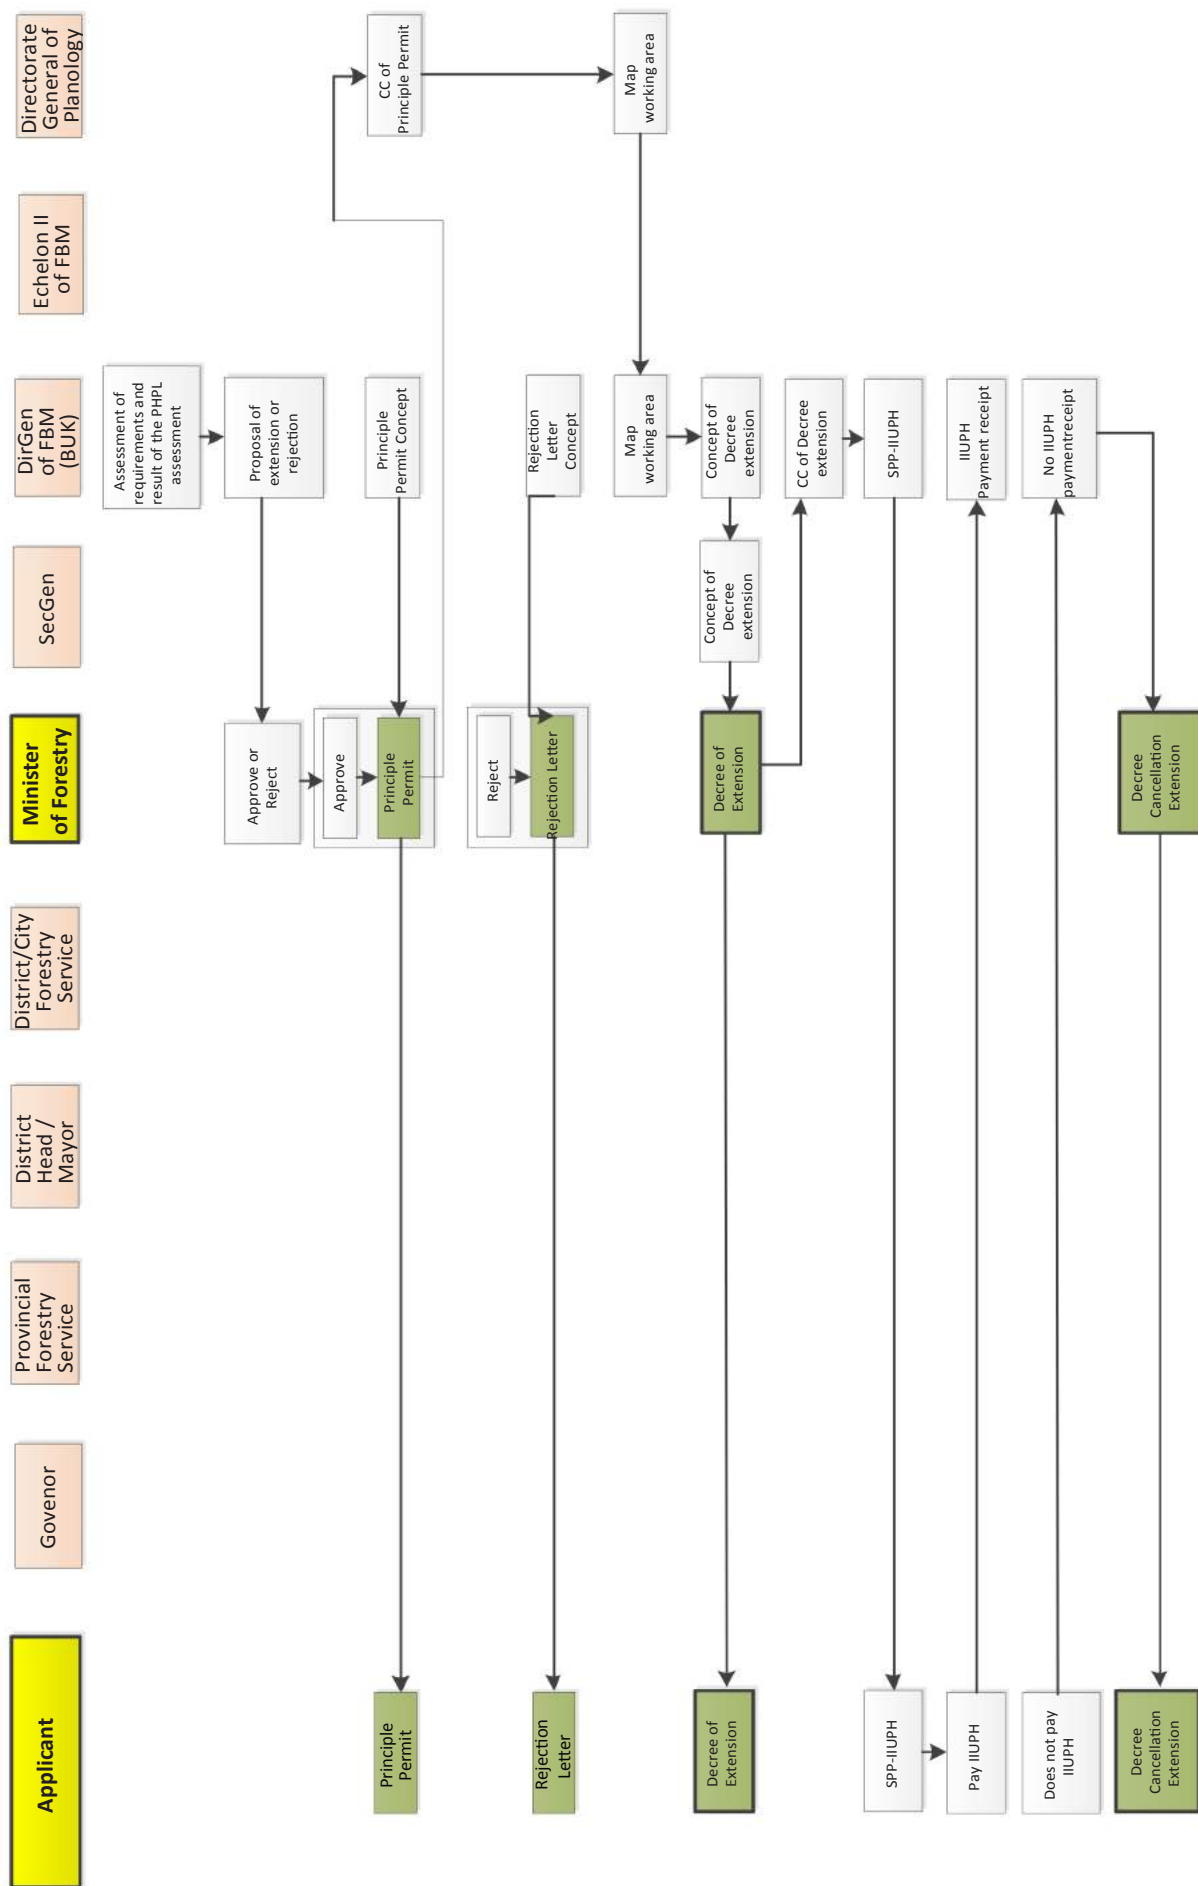 Applicant
Govenor
Provincial
Forestry
Service
District
Head /
Mayor
District/City
Forestry
Service
Minister
of Forestry
SecGen
DirGen
of FBM
(BUK)
Echelon II
of FBM
Directorate
General of
Planology
Assessment of
requirements and
result of the PHPL
assessment
Approve or
Reject
Proposal of
extension or
rejection
Approve
Principle
Permit
Principle
Permit
Principle
Permit Concept
CC of
Principle Permit
Reject
Rejection
Letter
Rejection Letter
Rejection
Letter
Concept
Map
working area
Map
working area
Decree of
Extension
Decree of
Extension
Concept of
Decree
extension
Concept of
Decree
extension
CC of Decree
extension
SPP-IIUPH
SPP-IIUPH
Pay IIUPH
IIUPH
Payment receipt
Does not pay
IIUPH
No IIUPH
paymentreceipt
Decree
Cancellation
Extension
Decree
Cancellation
Extension